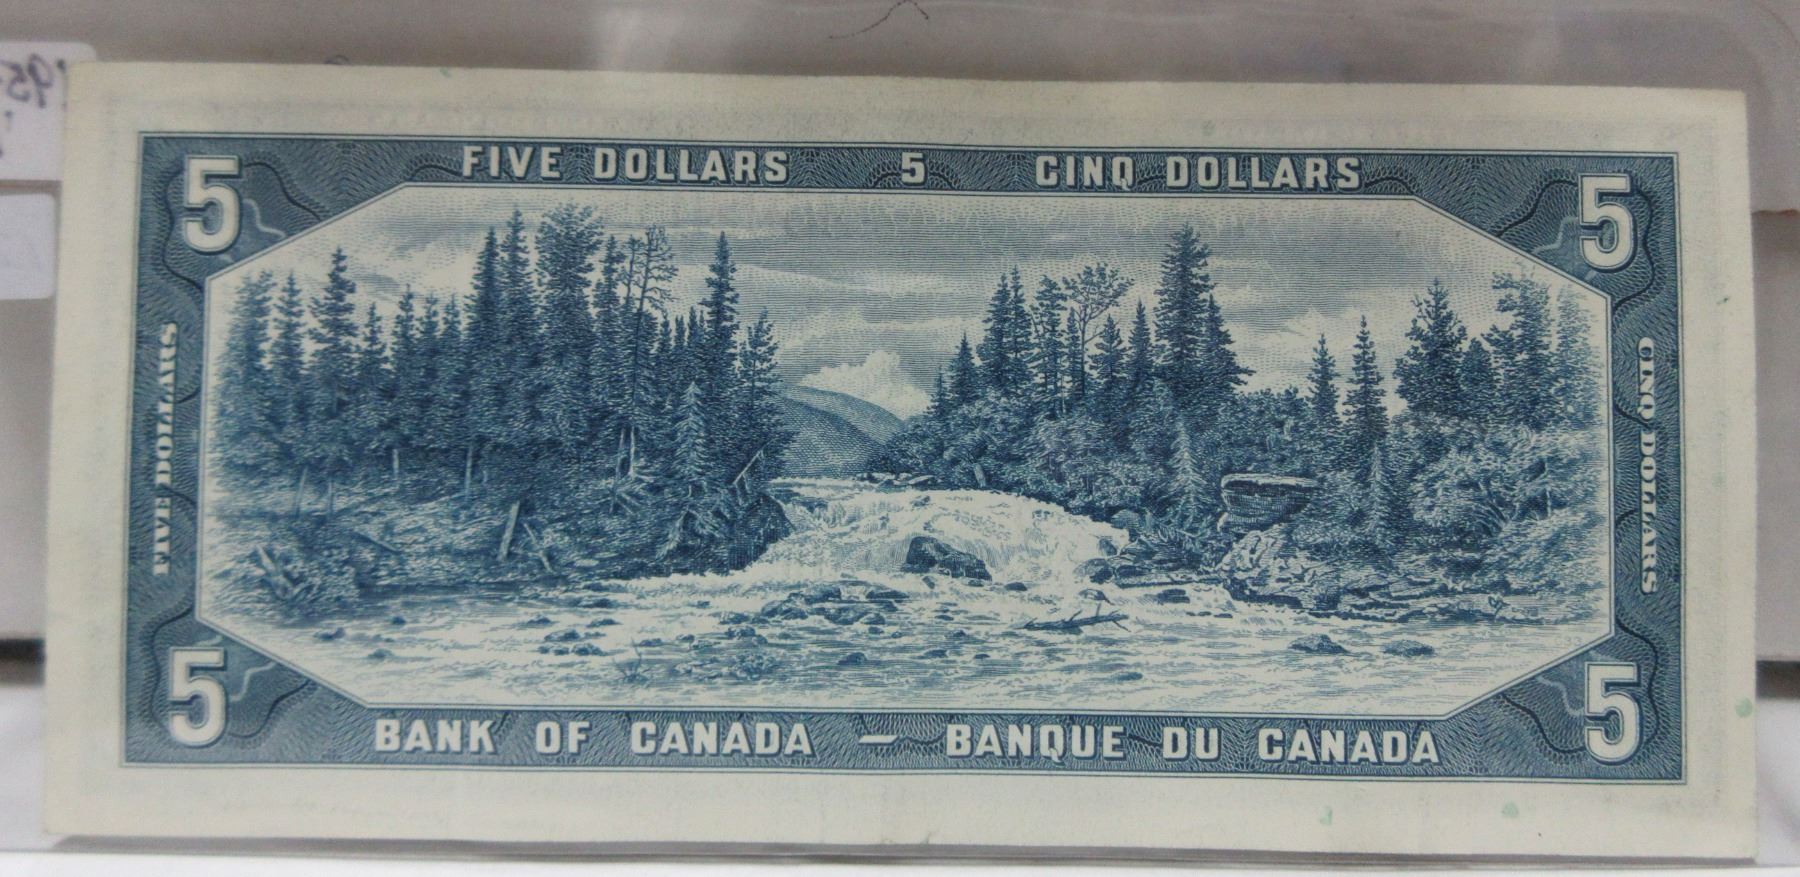 FIVE DOLLARS 5 CINQ DOLLARS
5 5
FIVE DOLLARS
CINQ DOLLARS
5 5
BANK OF CANADA — BANQUE DU CANADA